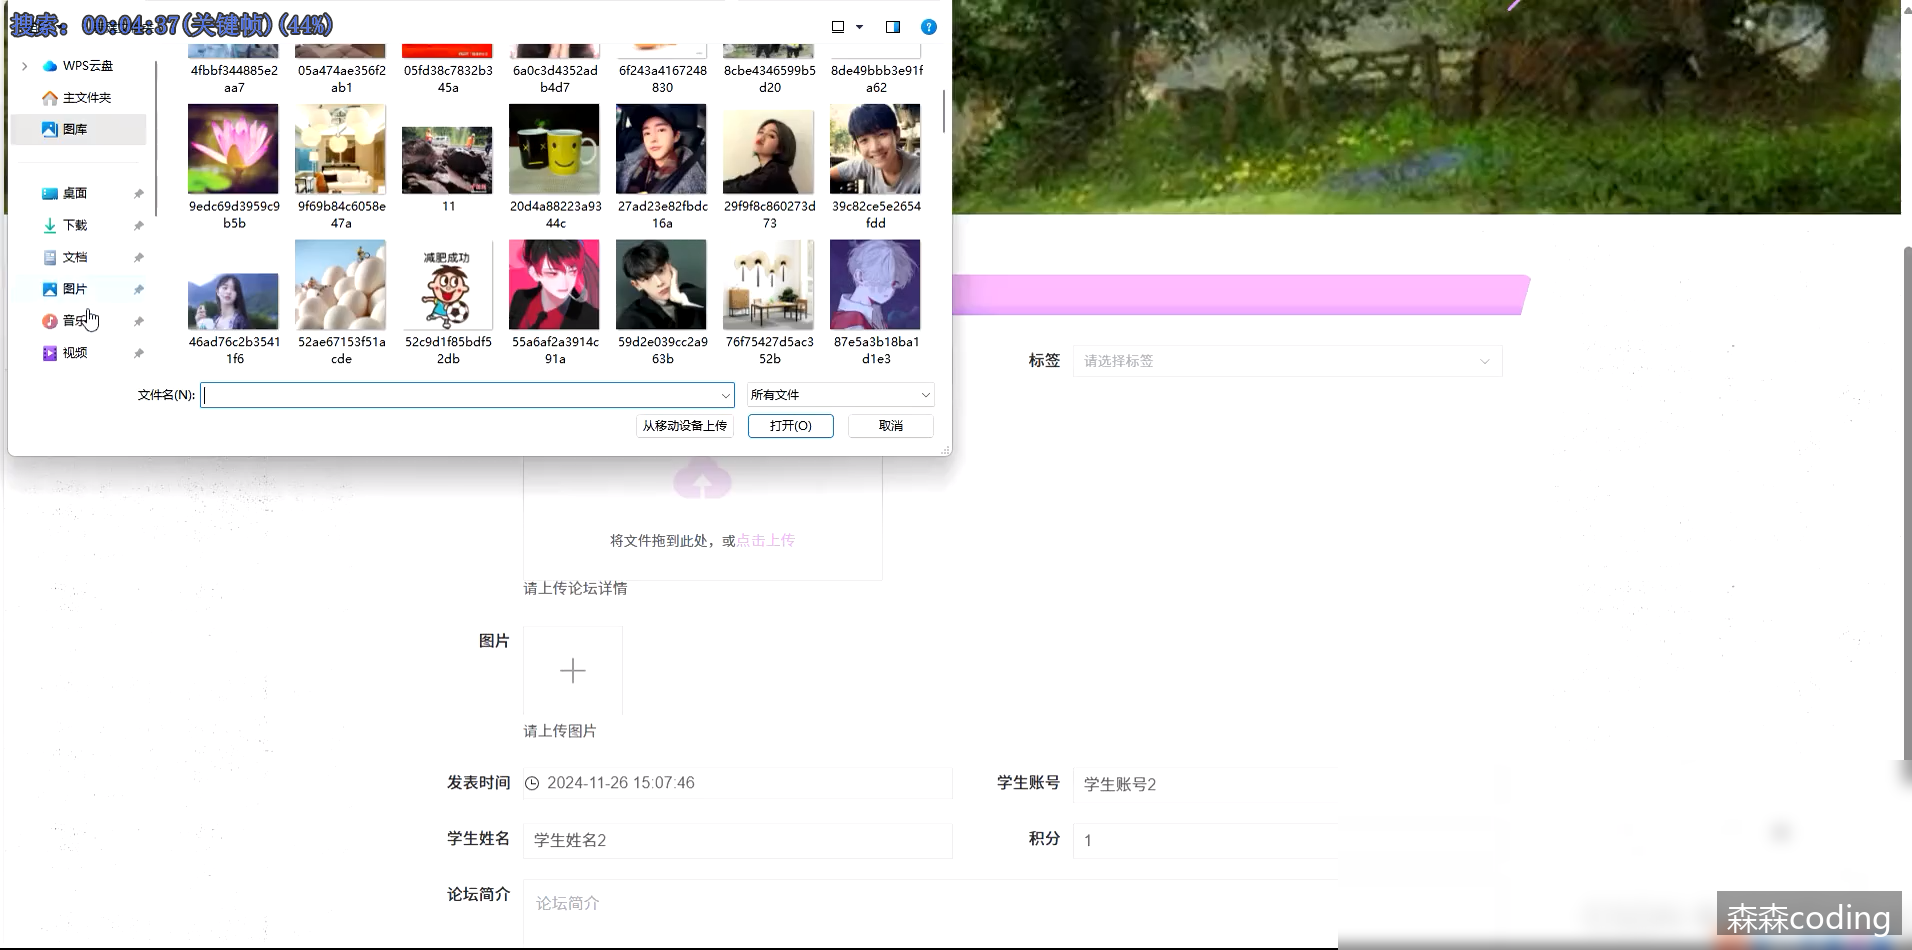 搜索: 00:04:37(关键帧)(44%)
WPS云盘
主文件夹
图库
桌面
下载
文档
图片
音乐
视频
4fbbf344885e2aa7
05a474ae356f2ab1
05fd38c7832b345a
6a0c3d4352adb4d7
6f243a4167248830
8cbe4346599b5d20
8de49bbb3e91fa62
9edc69d3959c9b5b
9f69b84c6058e47a
11
20d4a88223a9344c
27ad23e82fbdc16a
29f9f8c860273d73
39c82ce5e2654fdd
减肥成功
46ad76c2b35411f6
52ae67153f51acde
52c9d1f85bdf52db
55a6af2a3914c91a
59d2e039cc2a963b
76f75427d5ac352b
87e5a3b18ba1d1e3
文件名(N):
所有文件
从移动设备上传
打开(O)
取消
标签
请选择标签
将文件拖到此处，或点击上传
请上传论坛详情
图片
请上传图片
发表时间
2024-11-26 15:07:46
学生账号
学生账号2
学生姓名
学生姓名2
积分
1
论坛简介
论坛简介
森森coding